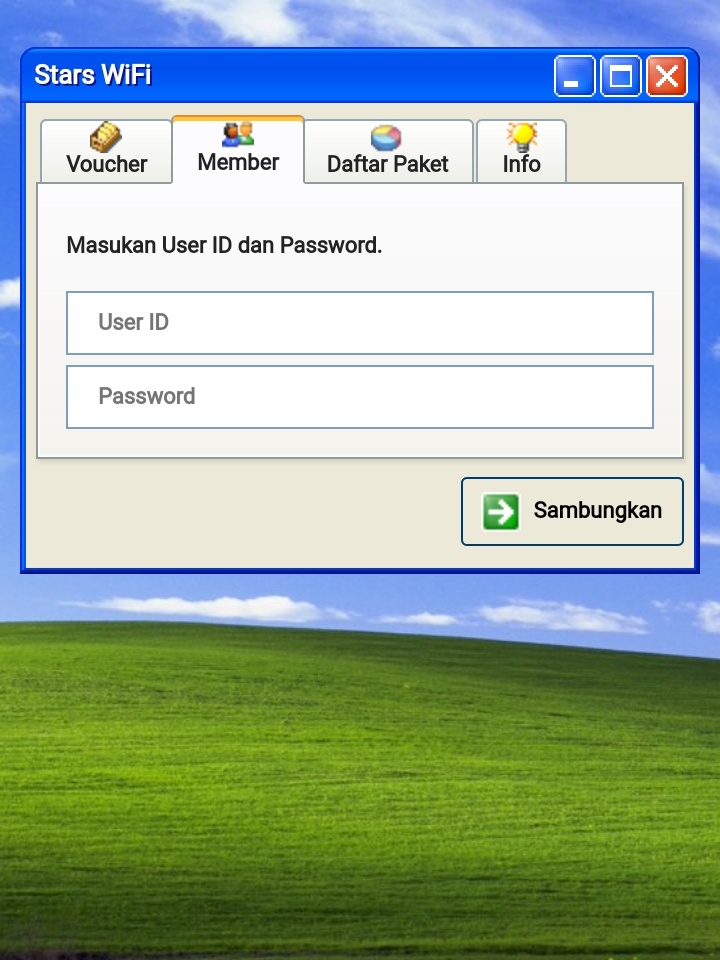 Stars WiFi
Voucher
Member
Daftar Paket
Info
Masukan User ID dan Password.
User ID
Password
Sambungkan